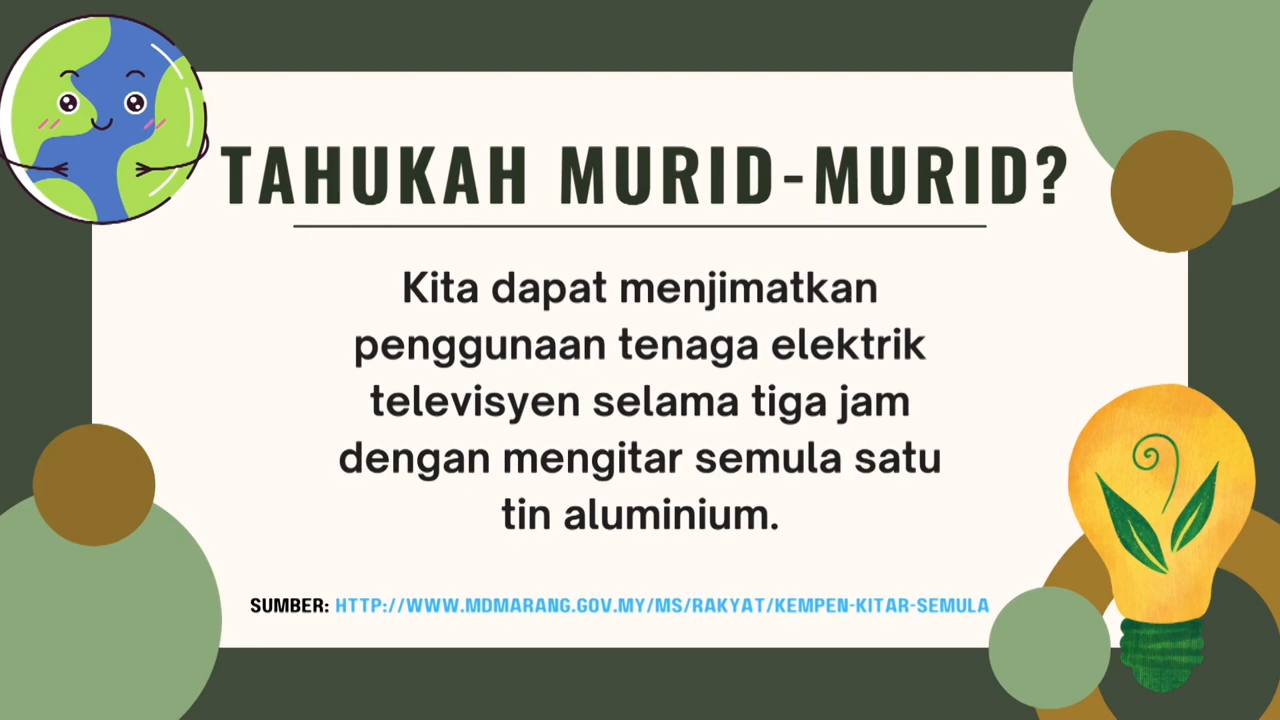 TAHUKAH MURID-MURID?
Kita dapat menjimatkan
penggunaan tenaga elektrik
televisyen selama tiga jam
dengan mengitar semula satu
tin aluminium.
SUMBER: HTTP://WWW.MDMARANG.GOV.MY/MS/RAKYAT/KEMPEN-KITAR-SEMULA